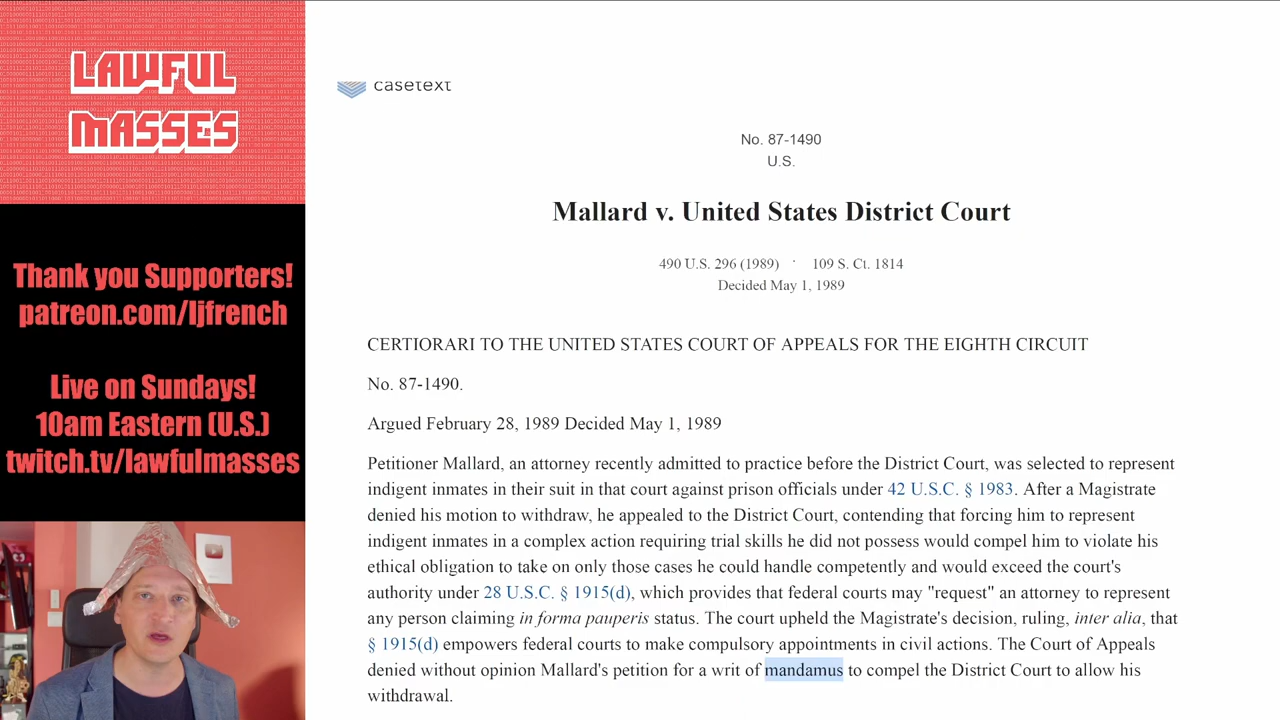 LAWFUL
MASSES
Thank you Supporters!
patreon.com/ljfrench
Live on Sundays!
10am Eastern (U.S.)
twitch.tv/lawfulmasses
casetext
No. 87-1490
U.S.
Mallard v. United States District Court
490 U.S. 296 (1989) · 109 S. Ct. 1814
Decided May 1, 1989
CERTIORARI TO THE UNITED STATES COURT OF APPEALS FOR THE EIGHTH CIRCUIT
No. 87-1490.
Argued February 28, 1989 Decided May 1, 1989
Petitioner Mallard, an attorney recently admitted to practice before the District Court, was selected to represent
indigent inmates in their suit in that court against prison officials under 42 U.S.C. § 1983. After a Magistrate
denied his motion to withdraw, he appealed to the District Court, contending that forcing him to represent
indigent inmates in a complex action requiring trial skills he did not possess would compel him to violate his
ethical obligation to take on only those cases he could handle competently and would exceed the court's
authority under 28 U.S.C. § 1915(d), which provides that federal courts may "request" an attorney to represent
any person claiming in forma pauperis status. The court upheld the Magistrate's decision, ruling, inter alia, that
§ 1915(d) empowers federal courts to make compulsory appointments in civil actions. The Court of Appeals
denied without opinion Mallard's petition for a writ of mandamus to compel the District Court to allow his
withdrawal.